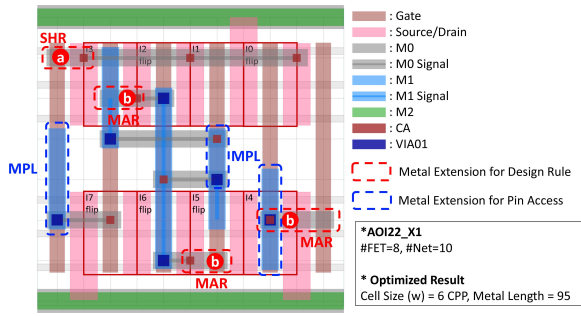 SHR
a
I3
I2
flip
I1
flip
I0
flip
b
MAR
MPL
MPL
I7
flip
I6
flip
I5
flip
I4
b
MAR
b
MAR
: Gate
: Source/Drain
: M0
: M0 Signal
: M1
: M1 Signal
: M2
: CA
: VIA01
Metal Extension for Design Rule
Metal Extension for Pin Access
*AOI22_X1
#FET=8, #Net=10
* Optimized Result
Cell Size (w) = 6 CPP, Metal Length = 95